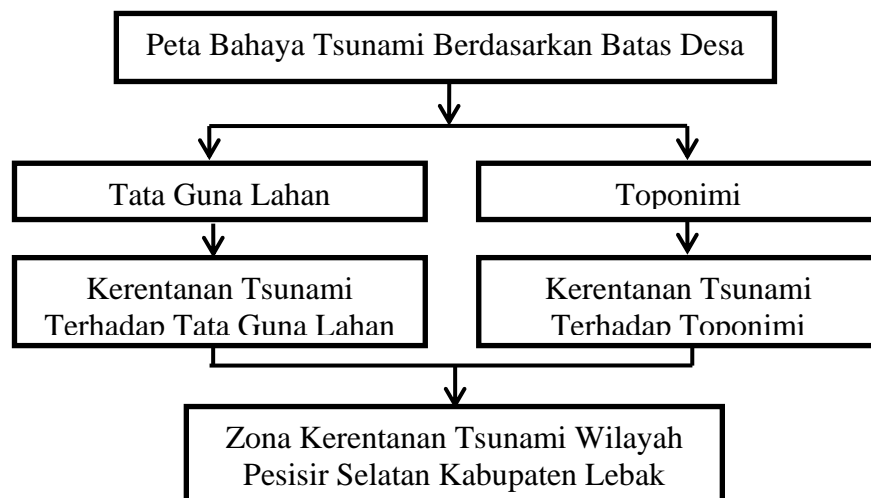 Peta Bahaya Tsunami Berdasarkan Batas Desa
Tata Guna Lahan
Toponimi
Kerentanan Tsunami
Terhadap Tata Guna Lahan
Kerentanan Tsunami
Terhadap Toponimi
Zona Kerentanan Tsunami Wilayah
Pesisir Selatan Kabupaten Lebak